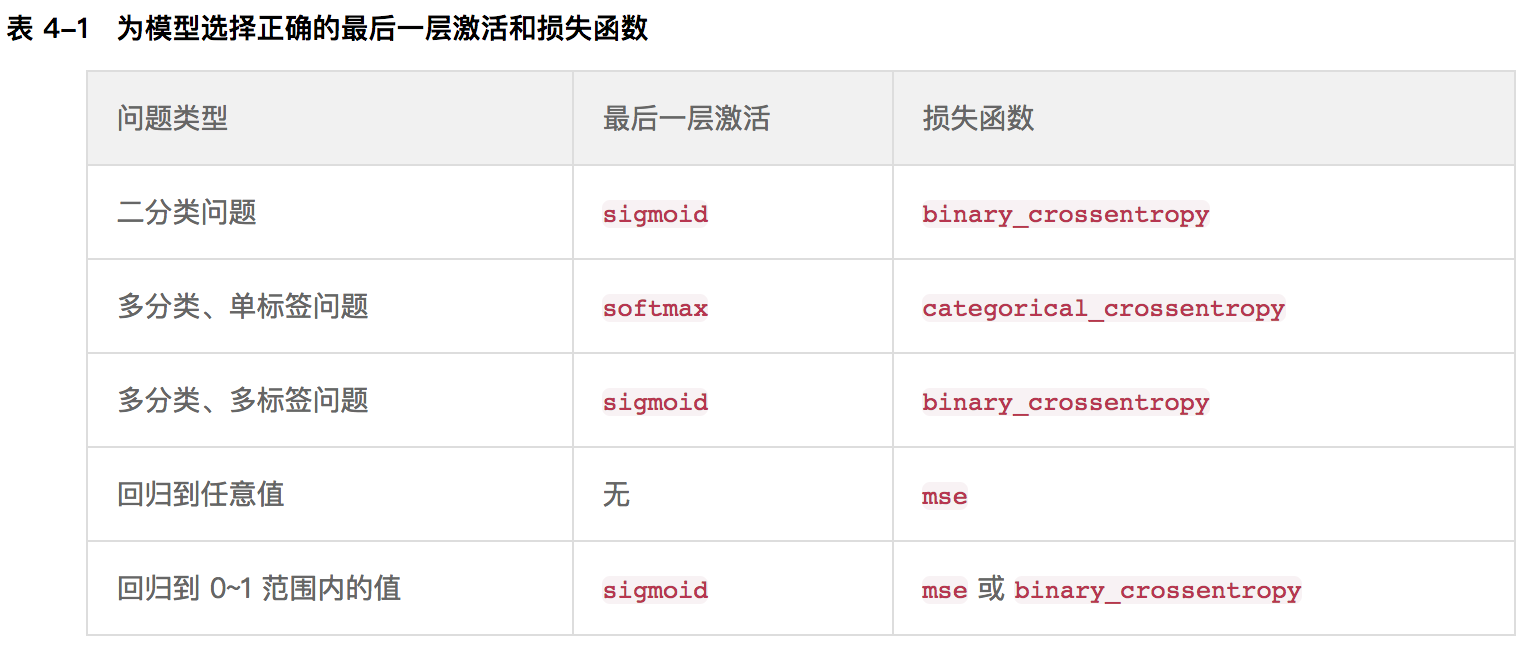 表 4–1 为模型选择正确的最后一层激活和损失函数
问题类型 最后一层激活 损失函数
二分类问题 sigmoid binary_crossentropy
多分类、单标签问题 softmax categorical_crossentropy
多分类、多标签问题 sigmoid binary_crossentropy
回归到任意值 无 mse
回归到 0~1 范围内的值 sigmoid mse 或 binary_crossentropy